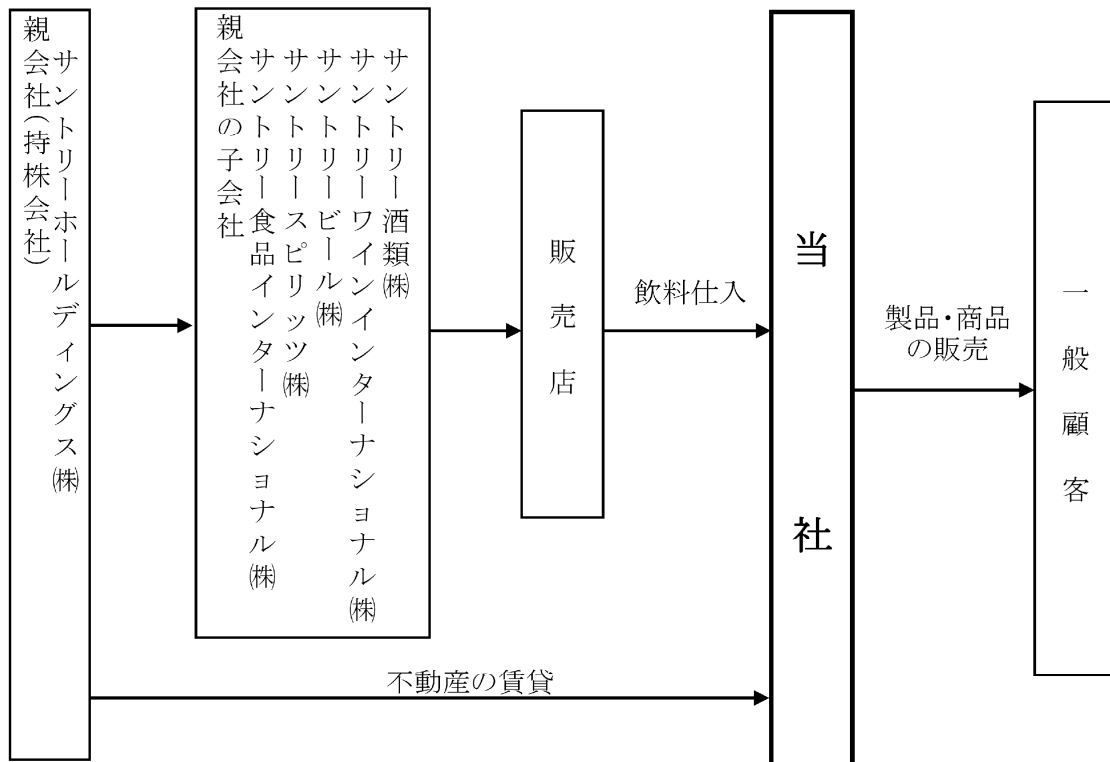 親会社(持株会社)
サントリーホールディングス㈱
親会社の子会社
サントリー食品インターナショナル㈱
サントリースピリッツ㈱
サントリービール㈱
サントリーワインインターナショナル㈱
サントリー酒類㈱
販売店
飲料仕入
当社
製品・商品
の販売
一般顧客
不動産の賃貸